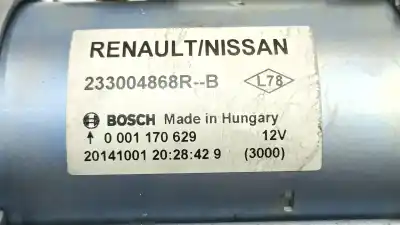 RENAULT/NISSAN
233004868R--B L78
BOSCH Made in Hungary
0 001 170 629 12V
20141001 20:28:42 9 (3000)